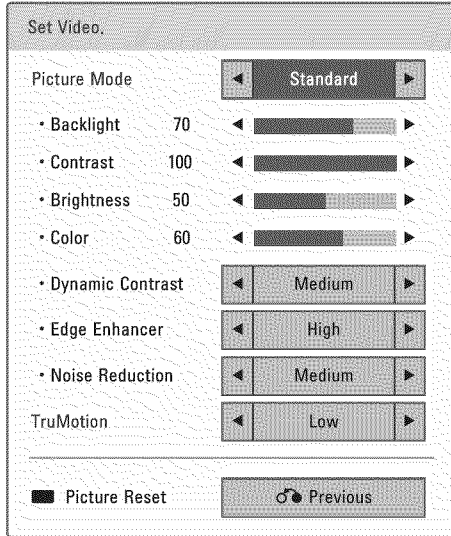 Set Video.
Picture Mode ◀ Standard ▶
• Backlight 70 ◀ ▶
• Contrast 100 ◀ ▶
• Brightness 50 ◀ ▶
• Color 60 ◀ ▶
• Dynamic Contrast ◀ Medium ▶
• Edge Enhancer ◀ High ▶
• Noise Reduction ◀ Medium ▶
TruMotion ◀ Low ▶
Picture Reset Previous